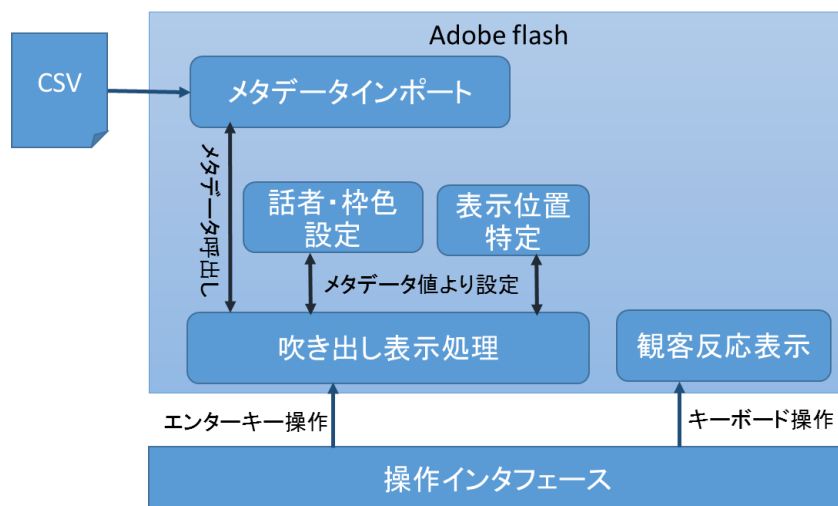 Adobe flash
CSV
メタデータインポート
メタデータ呼出し
話者・枠色
設定
表示位置
特定
メタデータ値より設定
吹き出し表示処理
観客反応表示
エンターキー操作
キーボード操作
操作インタフェース